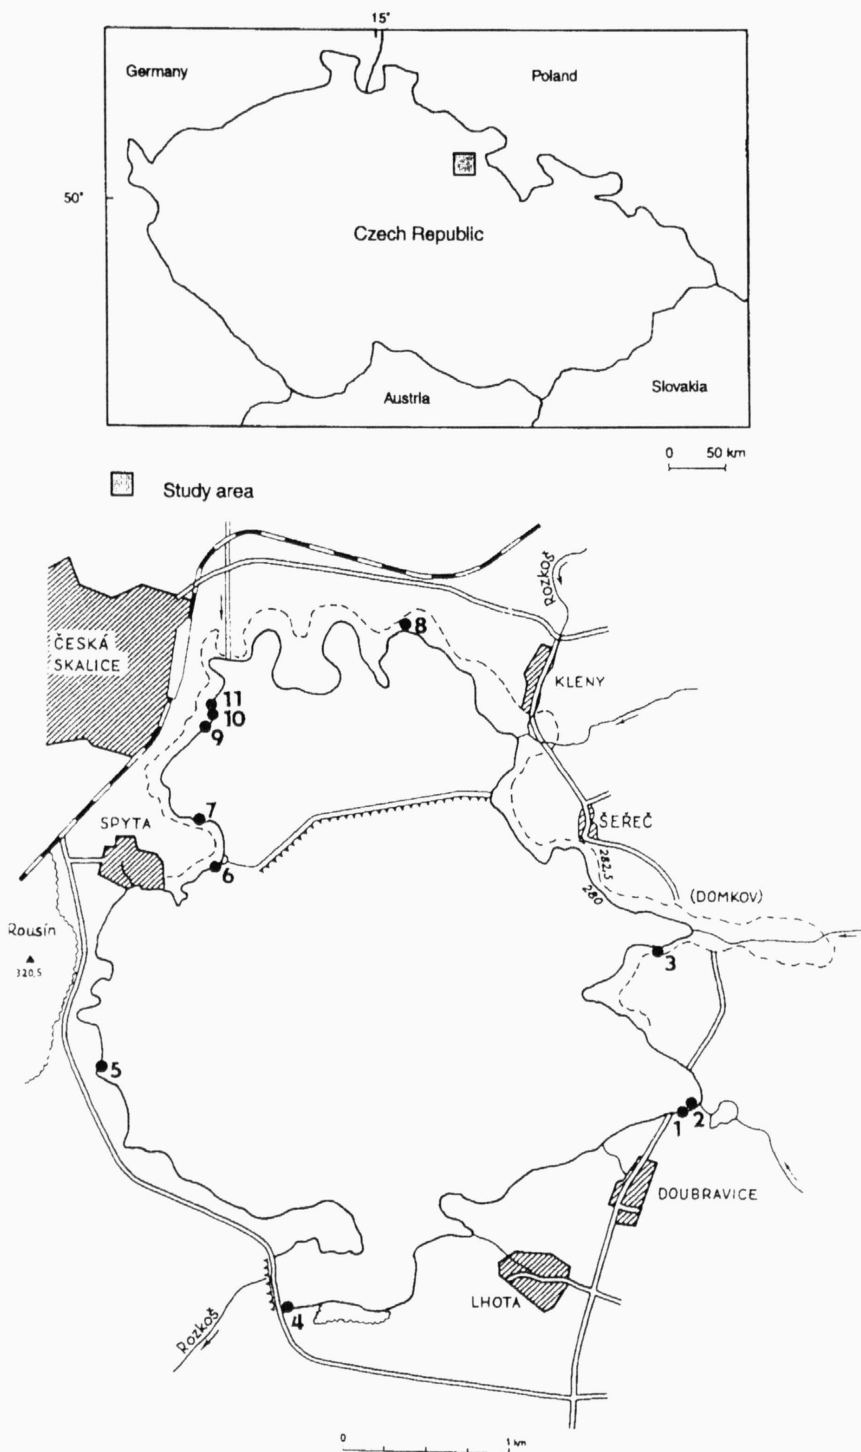 15°
Germany
Poland
50°
Czech Republic
Austria
Slovakia
0 50 km
Study area
ROZKOŠ
ČESKÁ
SKALICE
8
KLENY
11
10
9
7
SPYTA
ŠEŘEČ
6
282,5
280
(DOMKOV)
Rousín
320,5
3
5
2
1
DOUBRAVICE
LHOTA
4
ROZKOŠ
0 1 km